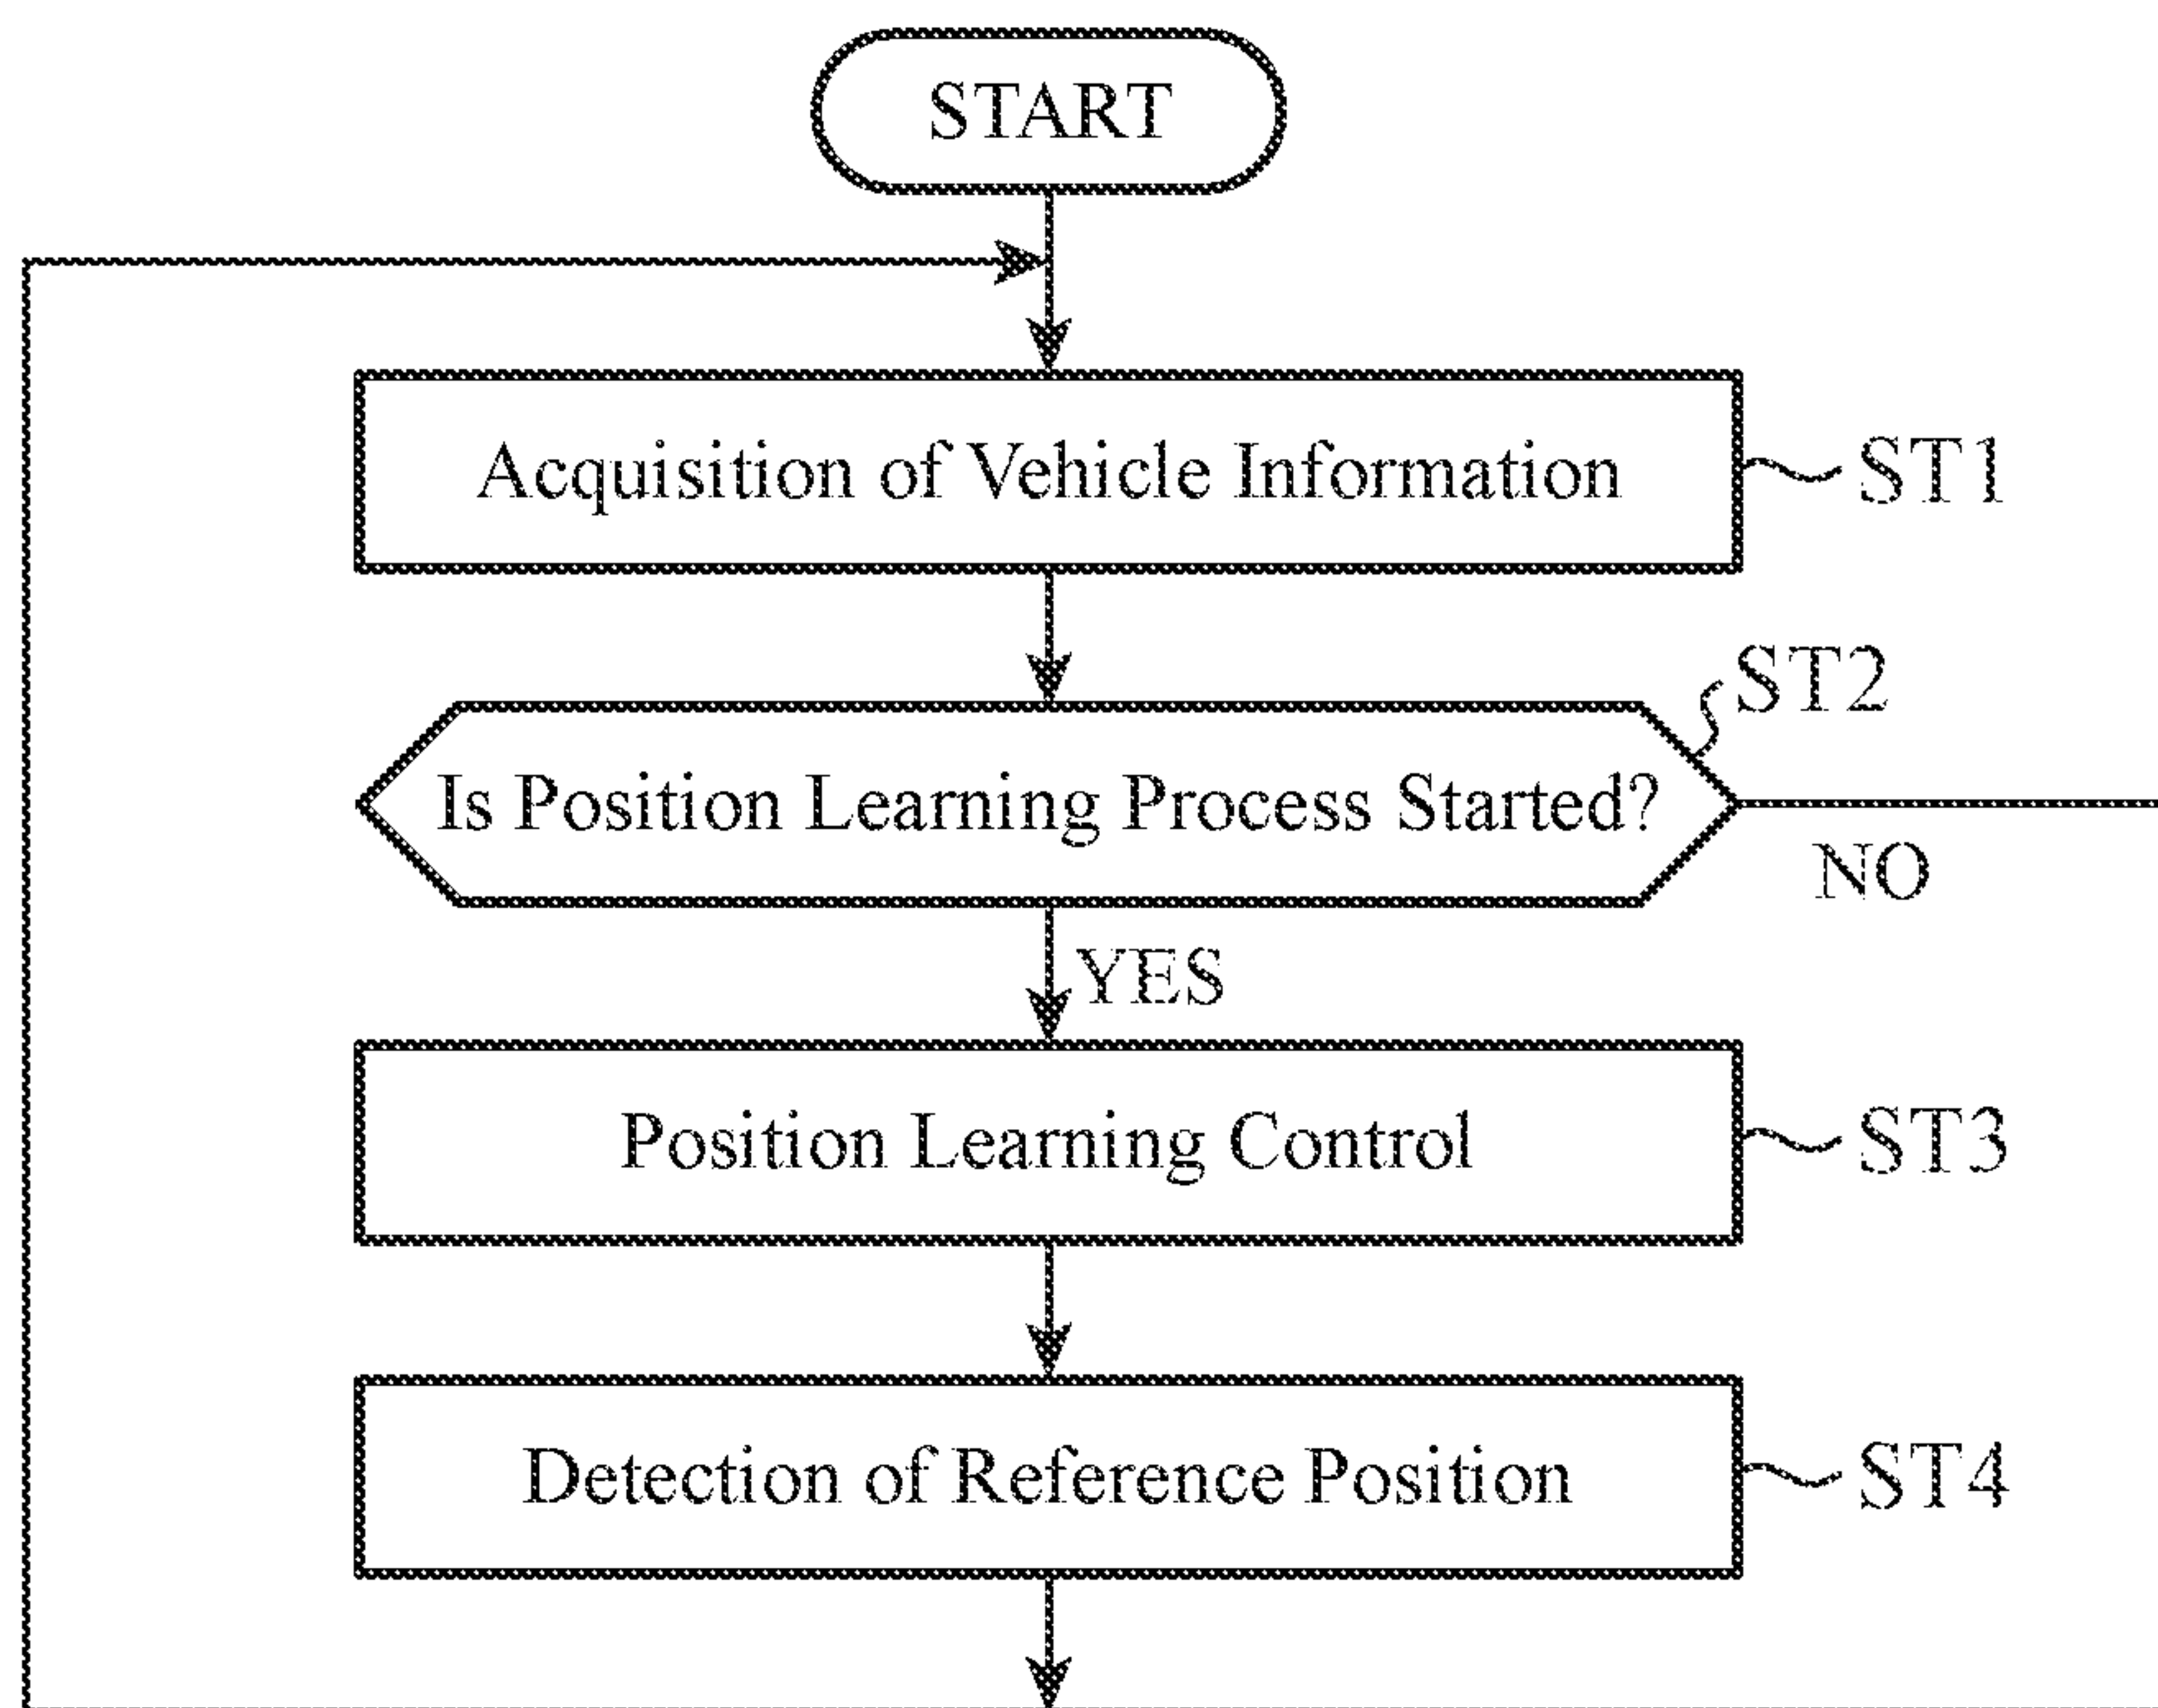 START
Acquisition of Vehicle Information
ST1
ST2
Is Position Learning Process Started?
NO
YES
Position Learning Control
ST3
Detection of Reference Position
ST4